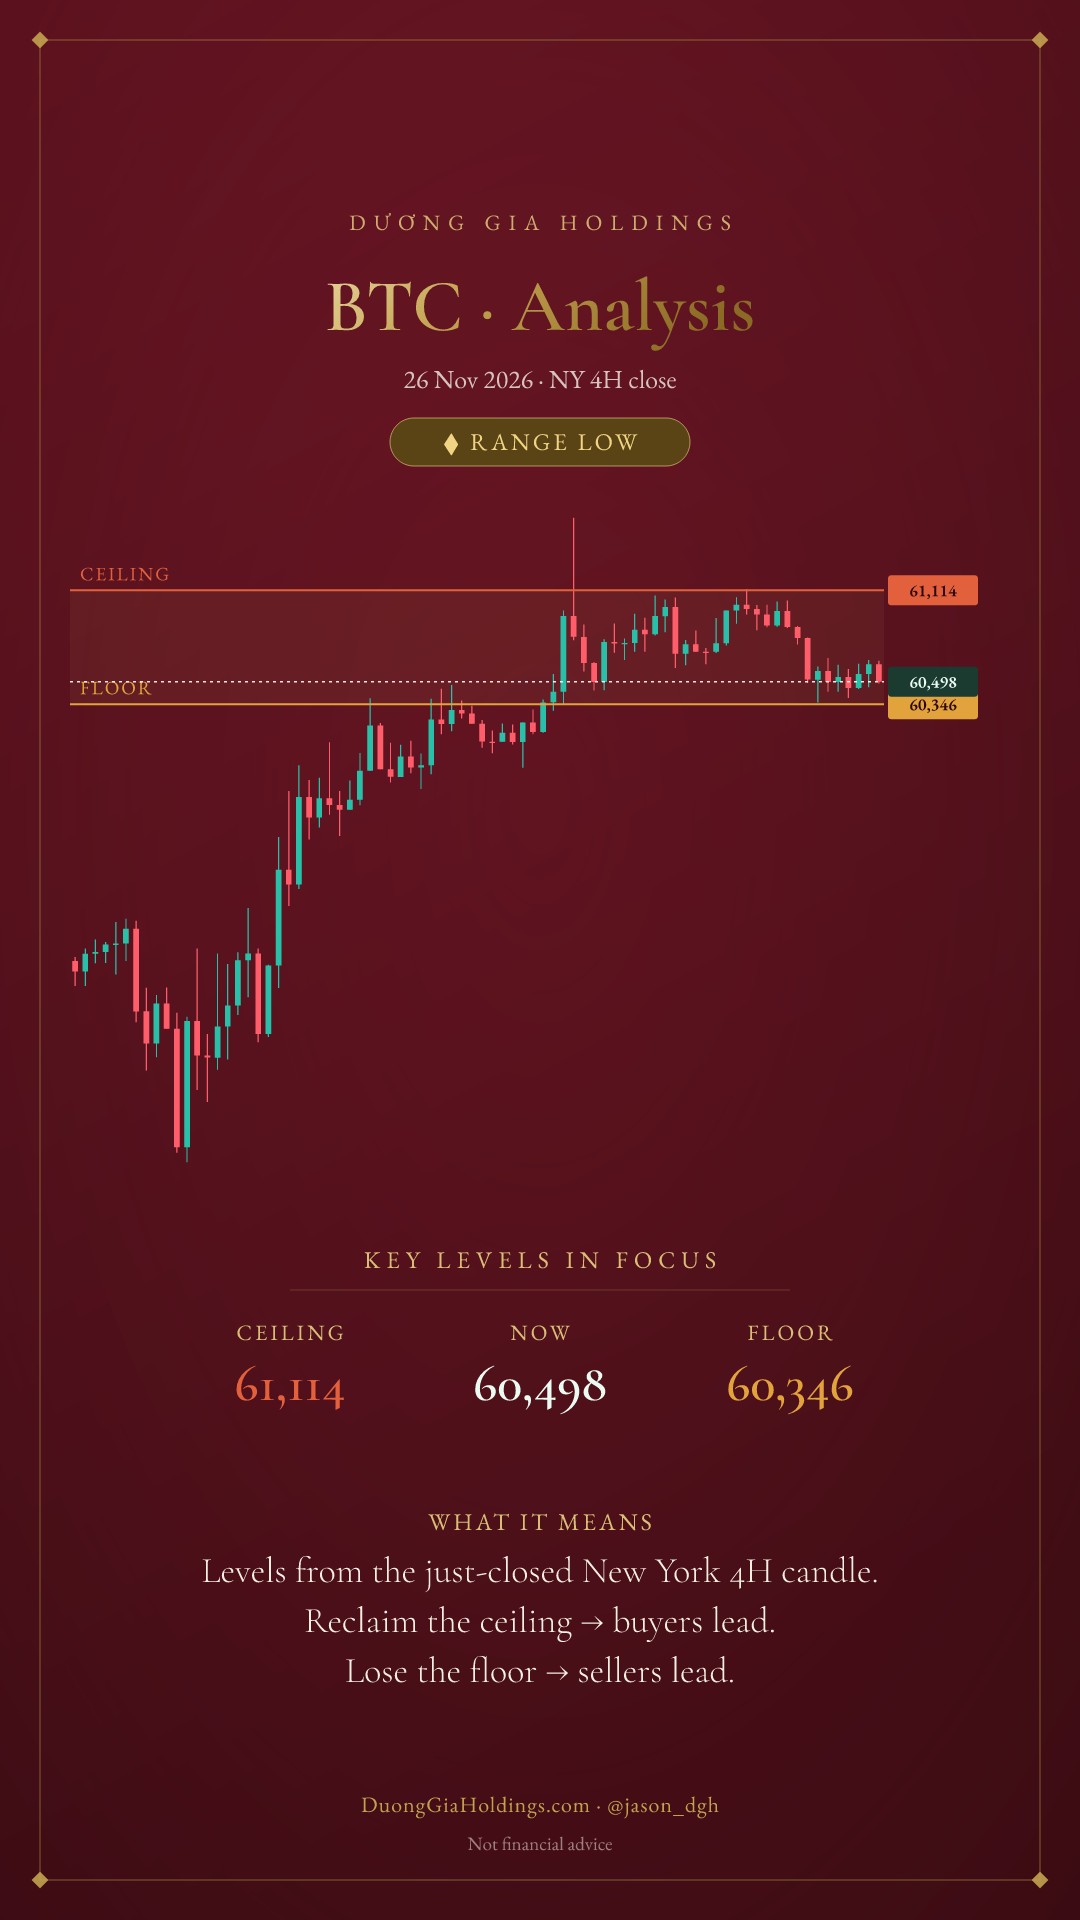 DƯƠNG GIA HOLDINGS
BTC · Analysis
26 Nov 2026 · NY 4H close
♦ RANGE LOW
CEILING
61,114
FLOOR
60,498
60,346
KEY LEVELS IN FOCUS
CEILING NOW FLOOR
61,114 60,498 60,346
WHAT IT MEANS
Levels from the just-closed New York 4H candle.
Reclaim the ceiling → buyers lead.
Lose the floor → sellers lead.
DuongGiaHoldings.com · @jason_dgh
Not financial advice